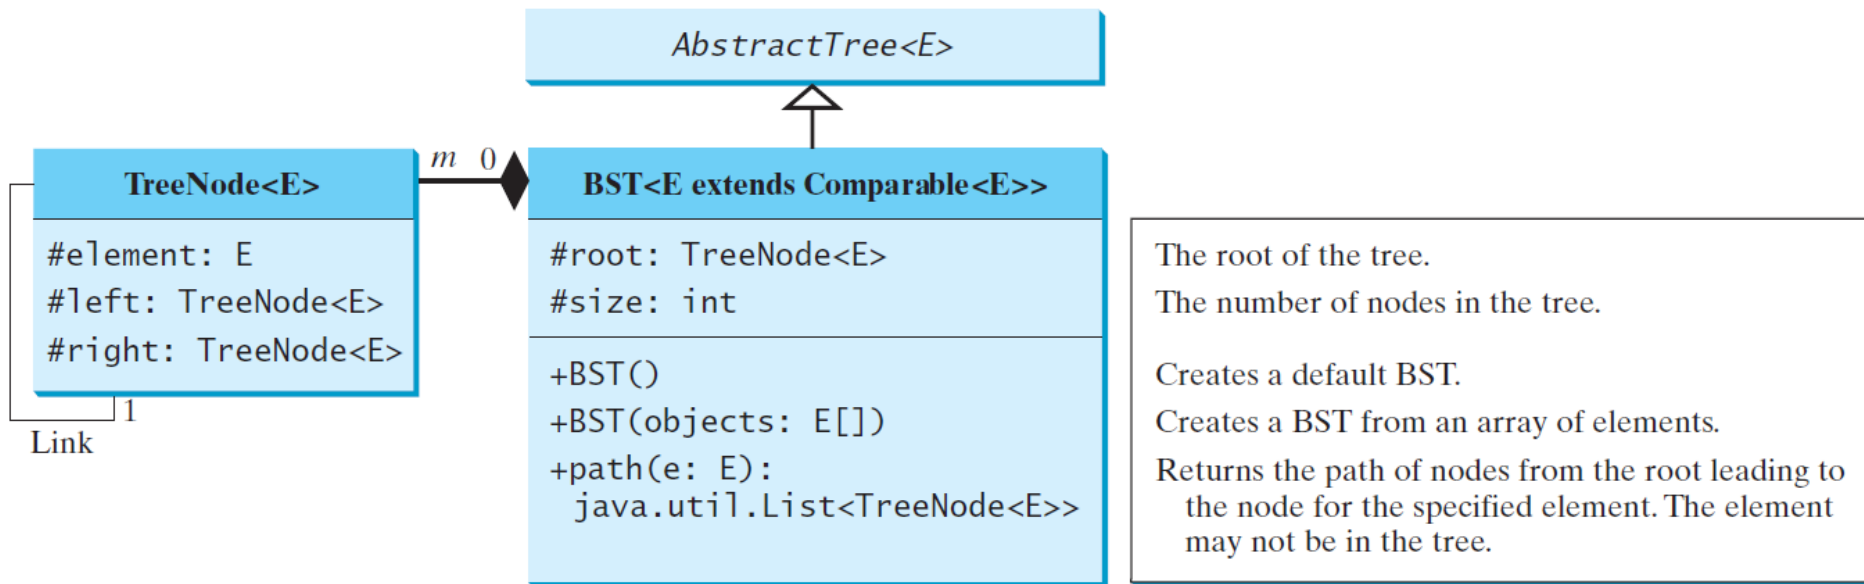 AbstractTree<E>
m 0
TreeNode<E>
#element: E
#left: TreeNode<E>
#right: TreeNode<E>
1
Link
BST<E extends Comparable<E>>
#root: TreeNode<E>
#size: int
+BST()
+BST(objects: E[])
+path(e: E):
java.util.List<TreeNode<E>>
The root of the tree.
The number of nodes in the tree.
Creates a default BST.
Creates a BST from an array of elements.
Returns the path of nodes from the root leading to
the node for the specified element. The element
may not be in the tree.